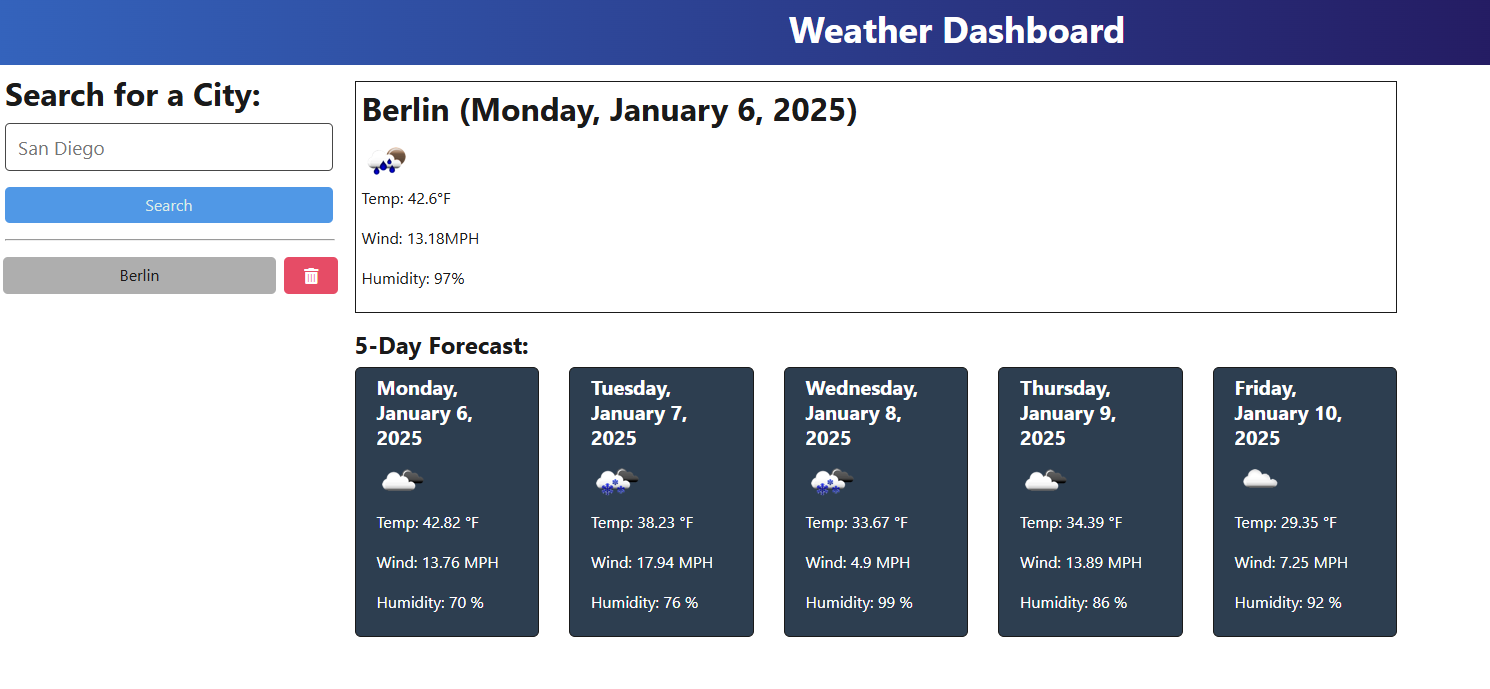 Weather Dashboard
Search for a City:
San Diego
Search
Berlin
Berlin (Monday, January 6, 2025)
Temp: 42.6°F
Wind: 13.18MPH
Humidity: 97%
5-Day Forecast:
Monday,
January 6,
2025
Temp: 42.82 °F
Wind: 13.76 MPH
Humidity: 70 %
Tuesday,
January 7,
2025
Temp: 38.23 °F
Wind: 17.94 MPH
Humidity: 76 %
Wednesday,
January 8,
2025
Temp: 33.67 °F
Wind: 4.9 MPH
Humidity: 99 %
Thursday,
January 9,
2025
Temp: 34.39 °F
Wind: 13.89 MPH
Humidity: 86 %
Friday,
January 10,
2025
Temp: 29.35 °F
Wind: 7.25 MPH
Humidity: 92 %